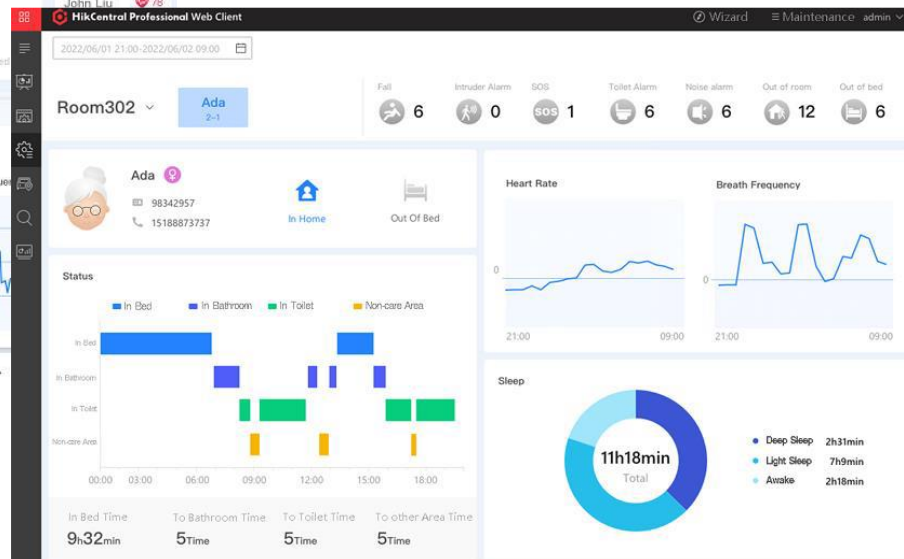 John Liu 78
HikCentral Professional Web Client
Wizard
Maintenance
admin
2022/06/01 21:00-2022/06/02 09:00
Room302
Ada
2-1
Fall
6
Intruder Alarm
0
SOS
SOS 1
Toilet Alarm
6
Noise alarm
6
Out of room
12
Out of bed
6
Ada
98342957
15188873737
In Home
Out Of Bed
Status
In Bed In Bathroom In Toilet Non-care Area
In Bed
In Bathroom
In Toilet
Non-care Area
00:00 03:00 06:00 09:00 12:00 15:00 18:00
In Bed Time
9h32min
To Bathroom Time
5Time
To Toilet Time
5Time
To other Area Time
5Time
Heart Rate
0
21:00 09:00
Breath Frequency
0
21:00 09:00
Sleep
11h18min
Total
Deep Sleep 2h31min
Light Sleep 7h9min
Awake 2h18min